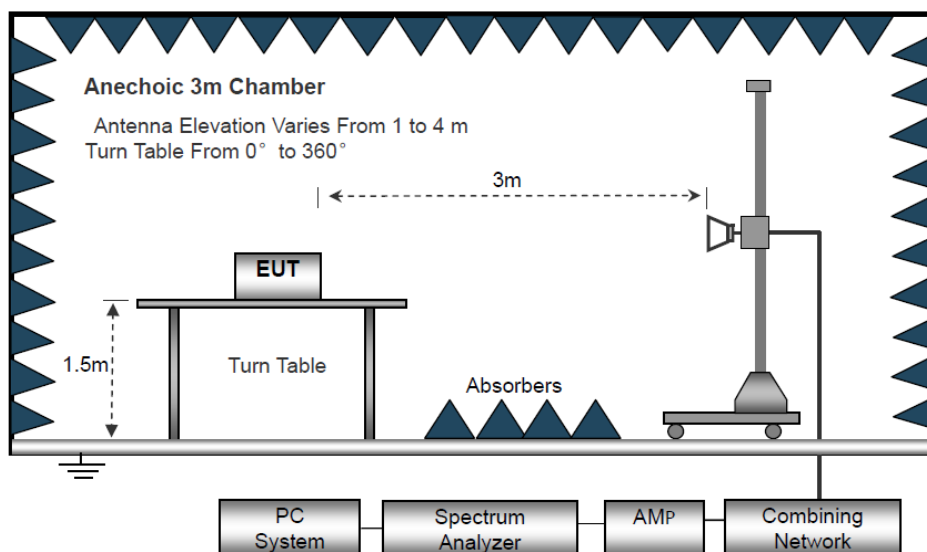 Anechoic 3m Chamber
Antenna Elevation Varies From 1 to 4 m
Turn Table From 0° to 360°
3m
EUT
1.5m
Turn Table
Absorbers
PC
System
Spectrum
Analyzer
AMP
Combining
Network